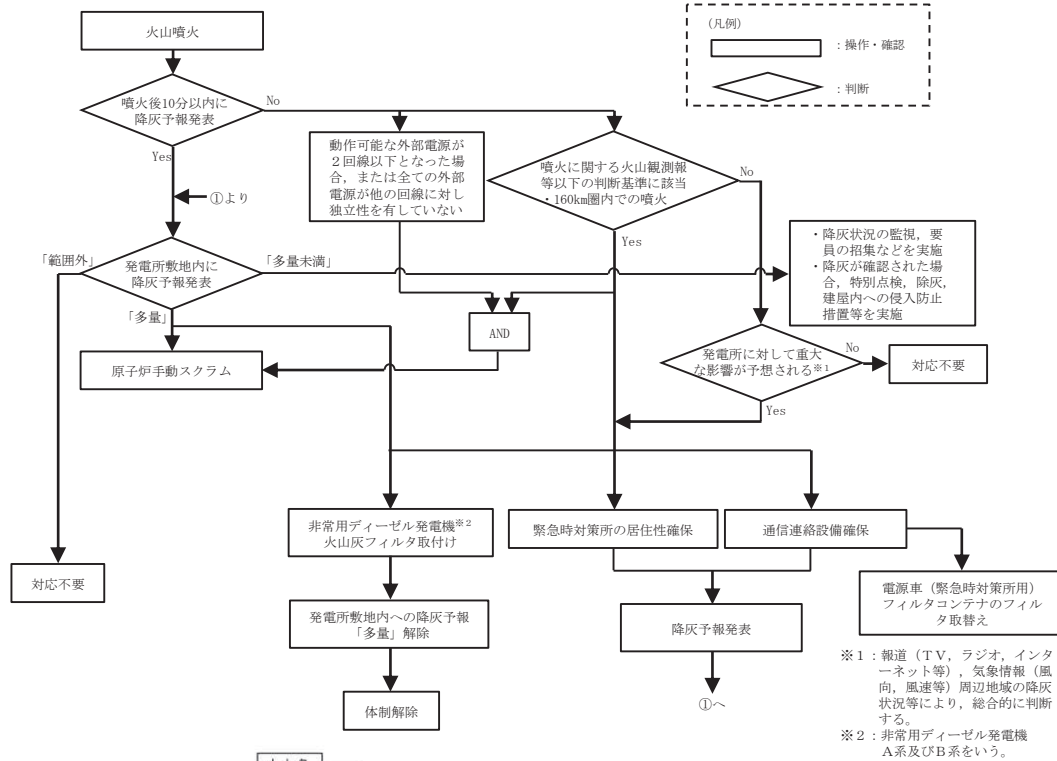 火山噴火
(凡例)
：操作・確認
：判断
噴火後10分以内に
降灰予報発表
No
Yes
①より
動作可能な外部電源が
２回線以下となった場
合，または全ての外部
電源が他の回線に対し
独立性を有していない
噴火に関する火山観測報
等以下の判断基準に該当
・160km圏内での噴火
No
Yes
「範囲外」
発電所敷地内に
降灰予報発表
「多量未満」
「多量」
・降灰状況の監視，要
員の招集などを実施
・降灰が確認された場
合，特別点検，除灰，
建屋内への侵入防止
措置等を実施
AND
原子炉手動スクラム
発電所に対して重大
な影響が予想される※1
No
対応不要
Yes
非常用ディーゼル発電機※2
火山灰フィルタ取付け
緊急時対策所の居住性確保
通信連絡設備確保
対応不要
電源車（緊急時対策所用）
フィルタコンテナのフィル
タ取替え
発電所敷地内への降灰予報
「多量」解除
降灰予報発表
体制解除
①へ
※１：報道（ＴＶ，ラジオ，インタ
ーネット等），気象情報（風
向，風速等）周辺地域の降灰
状況等により，総合的に判断
する。
※２：非常用ディーゼル発電機
Ａ系及びＢ系をいう。